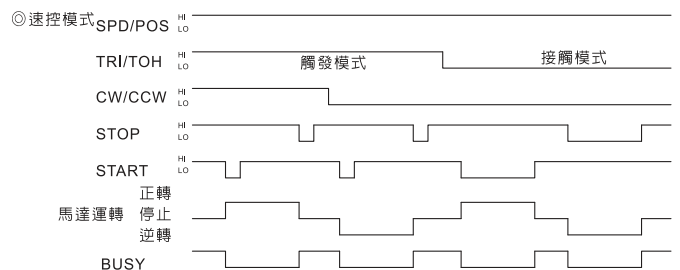 ◎速控模式 SPD/POS HI LO
TRI/TOH HI LO 觸發模式 接觸模式
CW/CCW HI LO
STOP HI LO
START HI LO
正轉
馬達運轉 停止
逆轉
BUSY